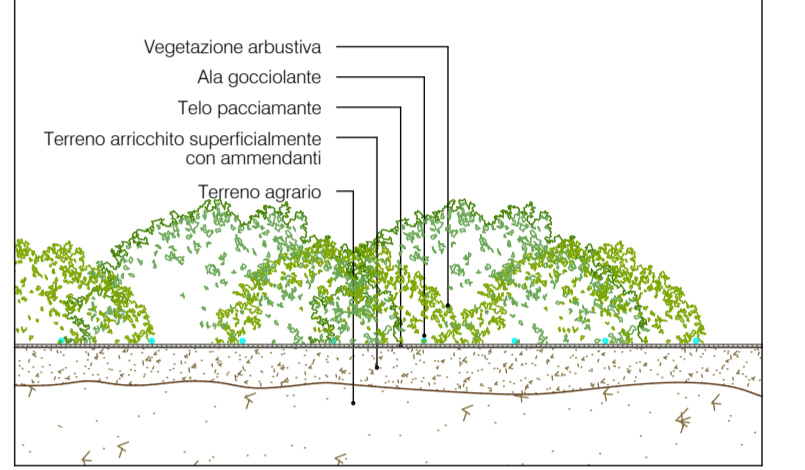 Vegetazione arbustiva
Ala gocciolante
Telo pacciamante
Terreno arricchito superficialmente
con ammendanti
Terreno agrario